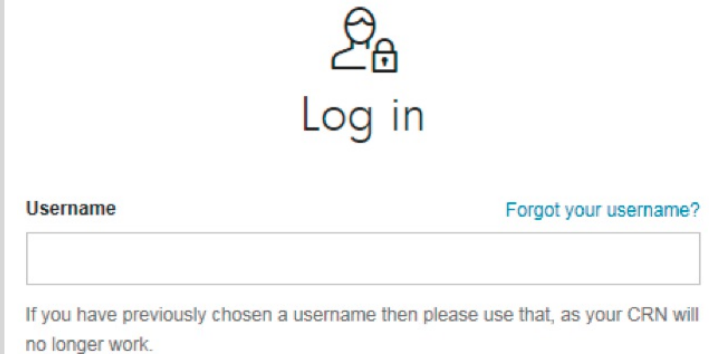 Log in
Username
Forgot your username?
If you have previously chosen a username then please use that, as your CRN will
no longer work.